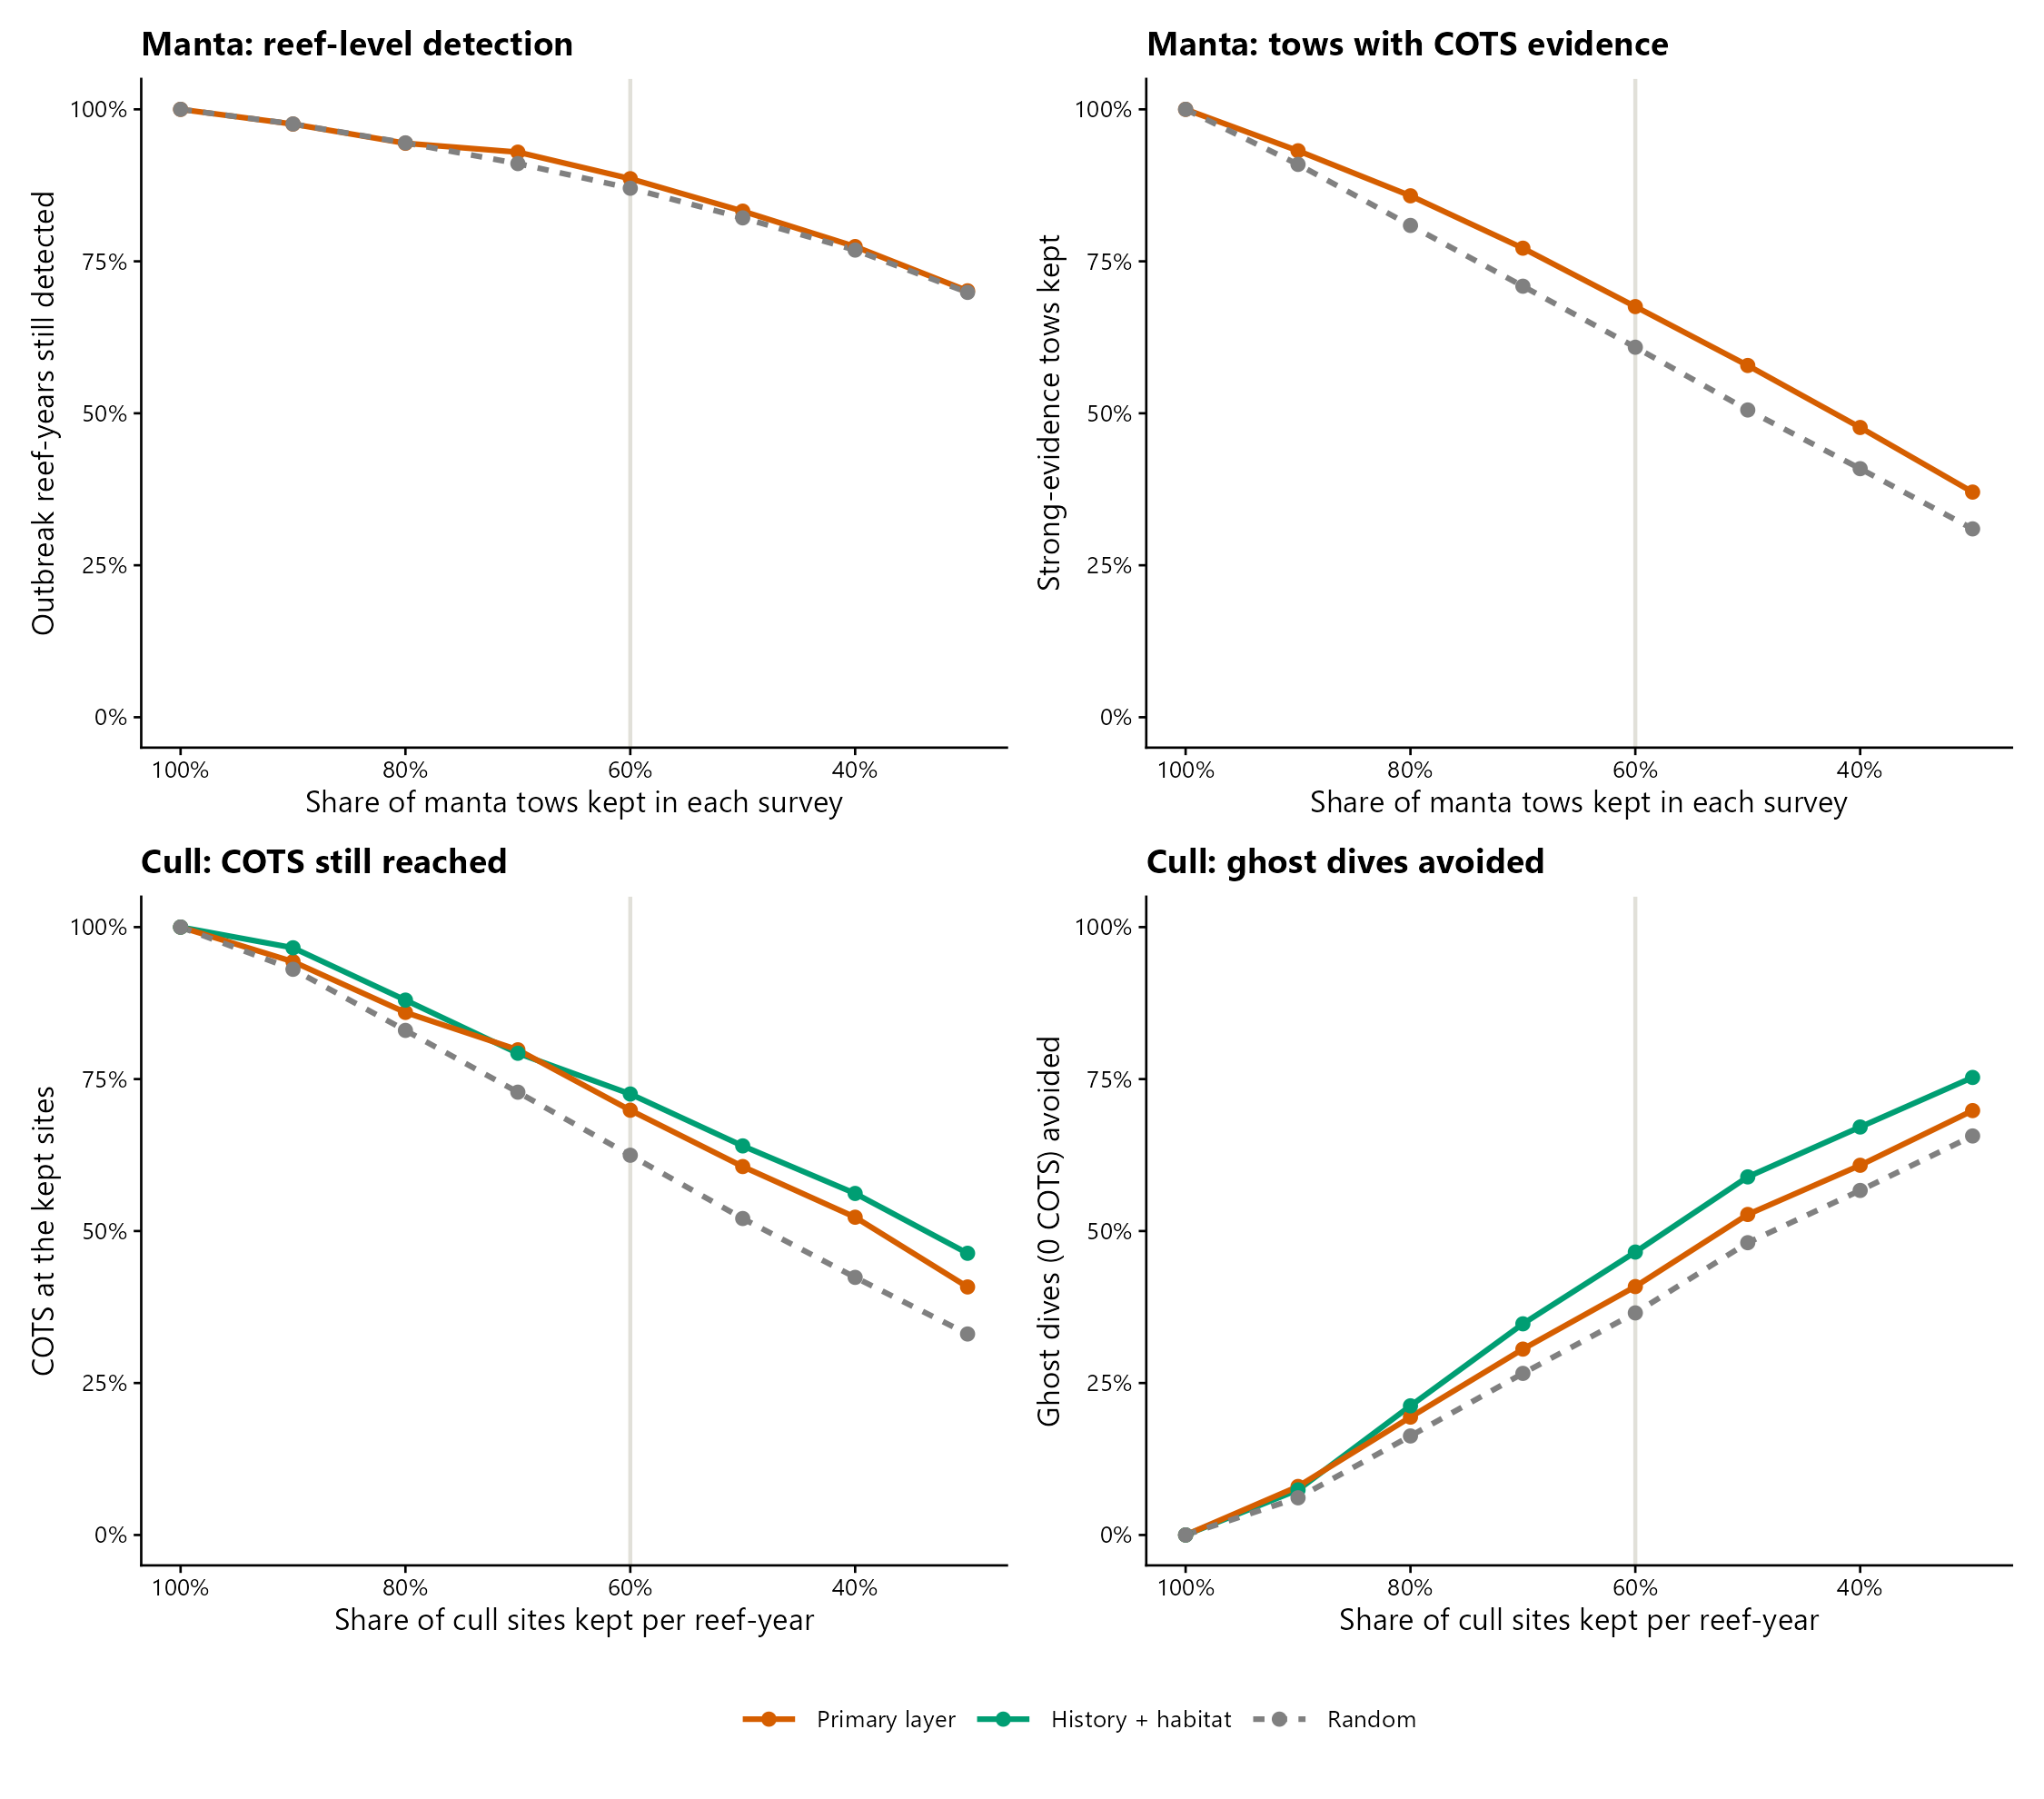 Manta: reef-level detection
Outbreak reef-years still detected
100%
75%
50%
25%
0%
100%
80%
60%
40%
Share of manta tows kept in each survey
Manta: tows with COTS evidence
Strong-evidence tows kept
100%
75%
50%
25%
0%
100%
80%
60%
40%
Share of manta tows kept in each survey
Cull: COTS still reached
COTS at the kept sites
100%
75%
50%
25%
0%
100%
80%
60%
40%
Share of cull sites kept per reef-year
Cull: ghost dives avoided
Ghost dives (0 COTS) avoided
100%
75%
50%
25%
0%
100%
80%
60%
40%
Share of cull sites kept per reef-year
Primary layer
History + habitat
Random